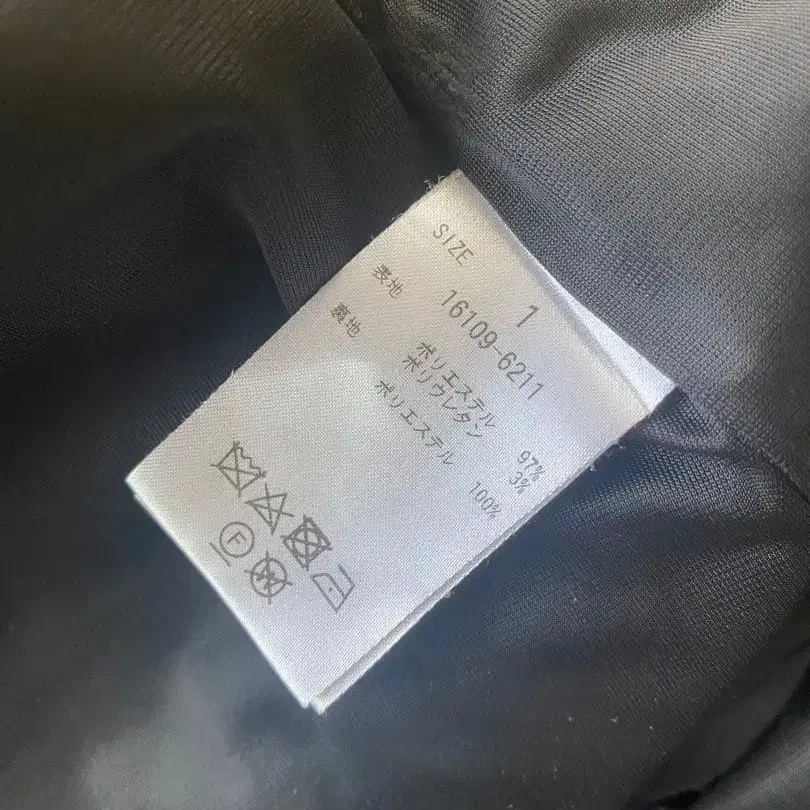 SIZE 1
16109-6211
表地 ポリエステル 97%
ポリウレタン 3%
裏地 ポリエステル 100%
F
W